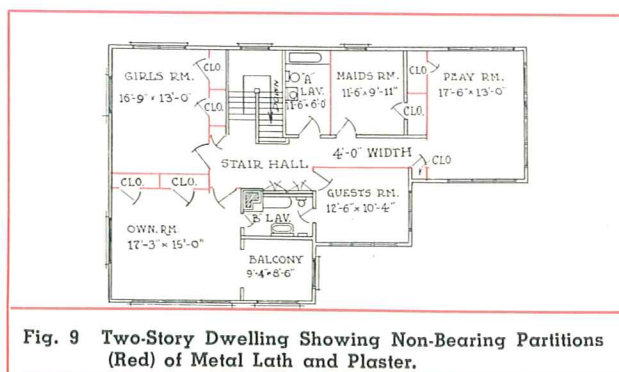 GIRLS RM.
16'-9" x 13'-0"
CLO.
CLO.
DOWN
"A"
LAV.
11'-6" x 6'-0"
MAIDS RM.
11'-6" x 9'-11"
CLO.
CLO.
PLAY RM.
17'-6" x 13'-0"
STAIR HALL
4'-0" WIDTH
CLO
CLO.
CLO.
GUESTS RM.
12'-6" x 10'-4"
"B" LAV.
OWN. RM.
17'-3" x 15'-0"
BALCONY
9'-4" x 8'-6"
Fig. 9 Two-Story Dwelling Showing Non-Bearing Partitions
(Red) of Metal Lath and Plaster.